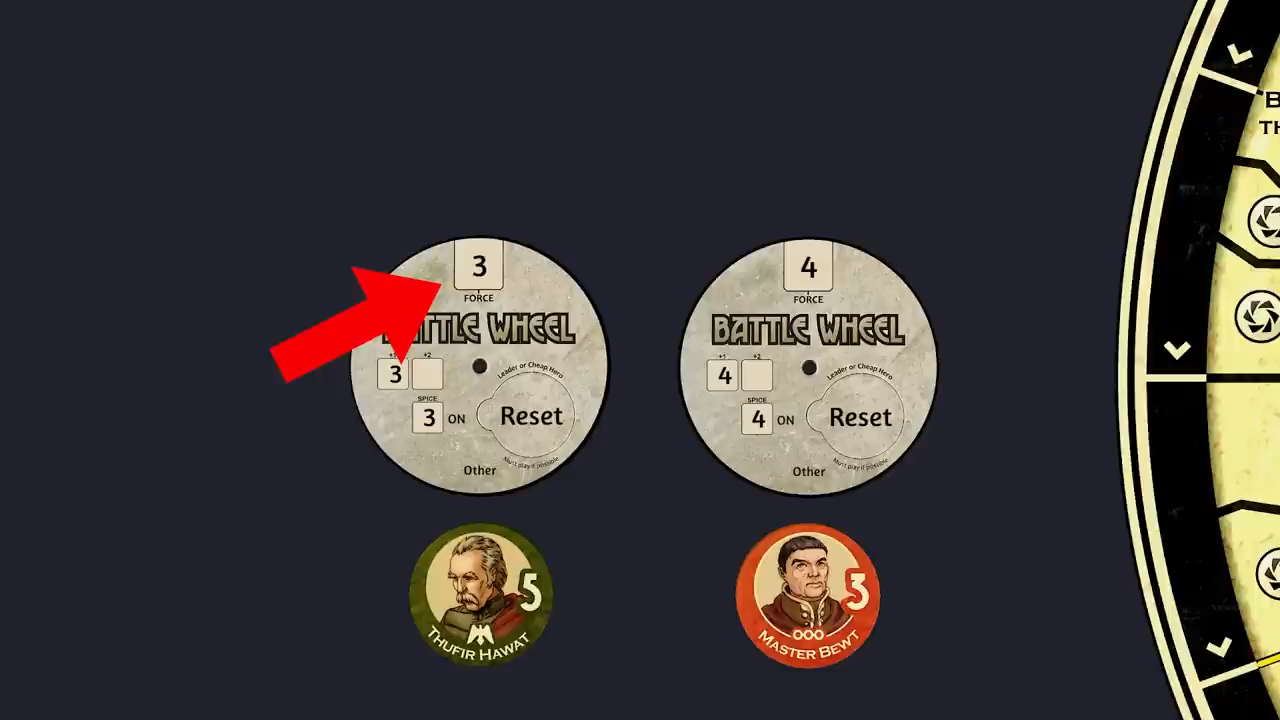 3
FORCE
BATTLE WHEEL
+1 +2
3
Leader or Cheap Hero
SPICE
3 ON
Reset
Must play if possible
Other
5
THUFIR HAWAT
4
FORCE
BATTLE WHEEL
+1 +2
4
Leader or Cheap Hero
SPICE
4 ON
Reset
Must play if possible
Other
3
MASTER BEWT
B
TH